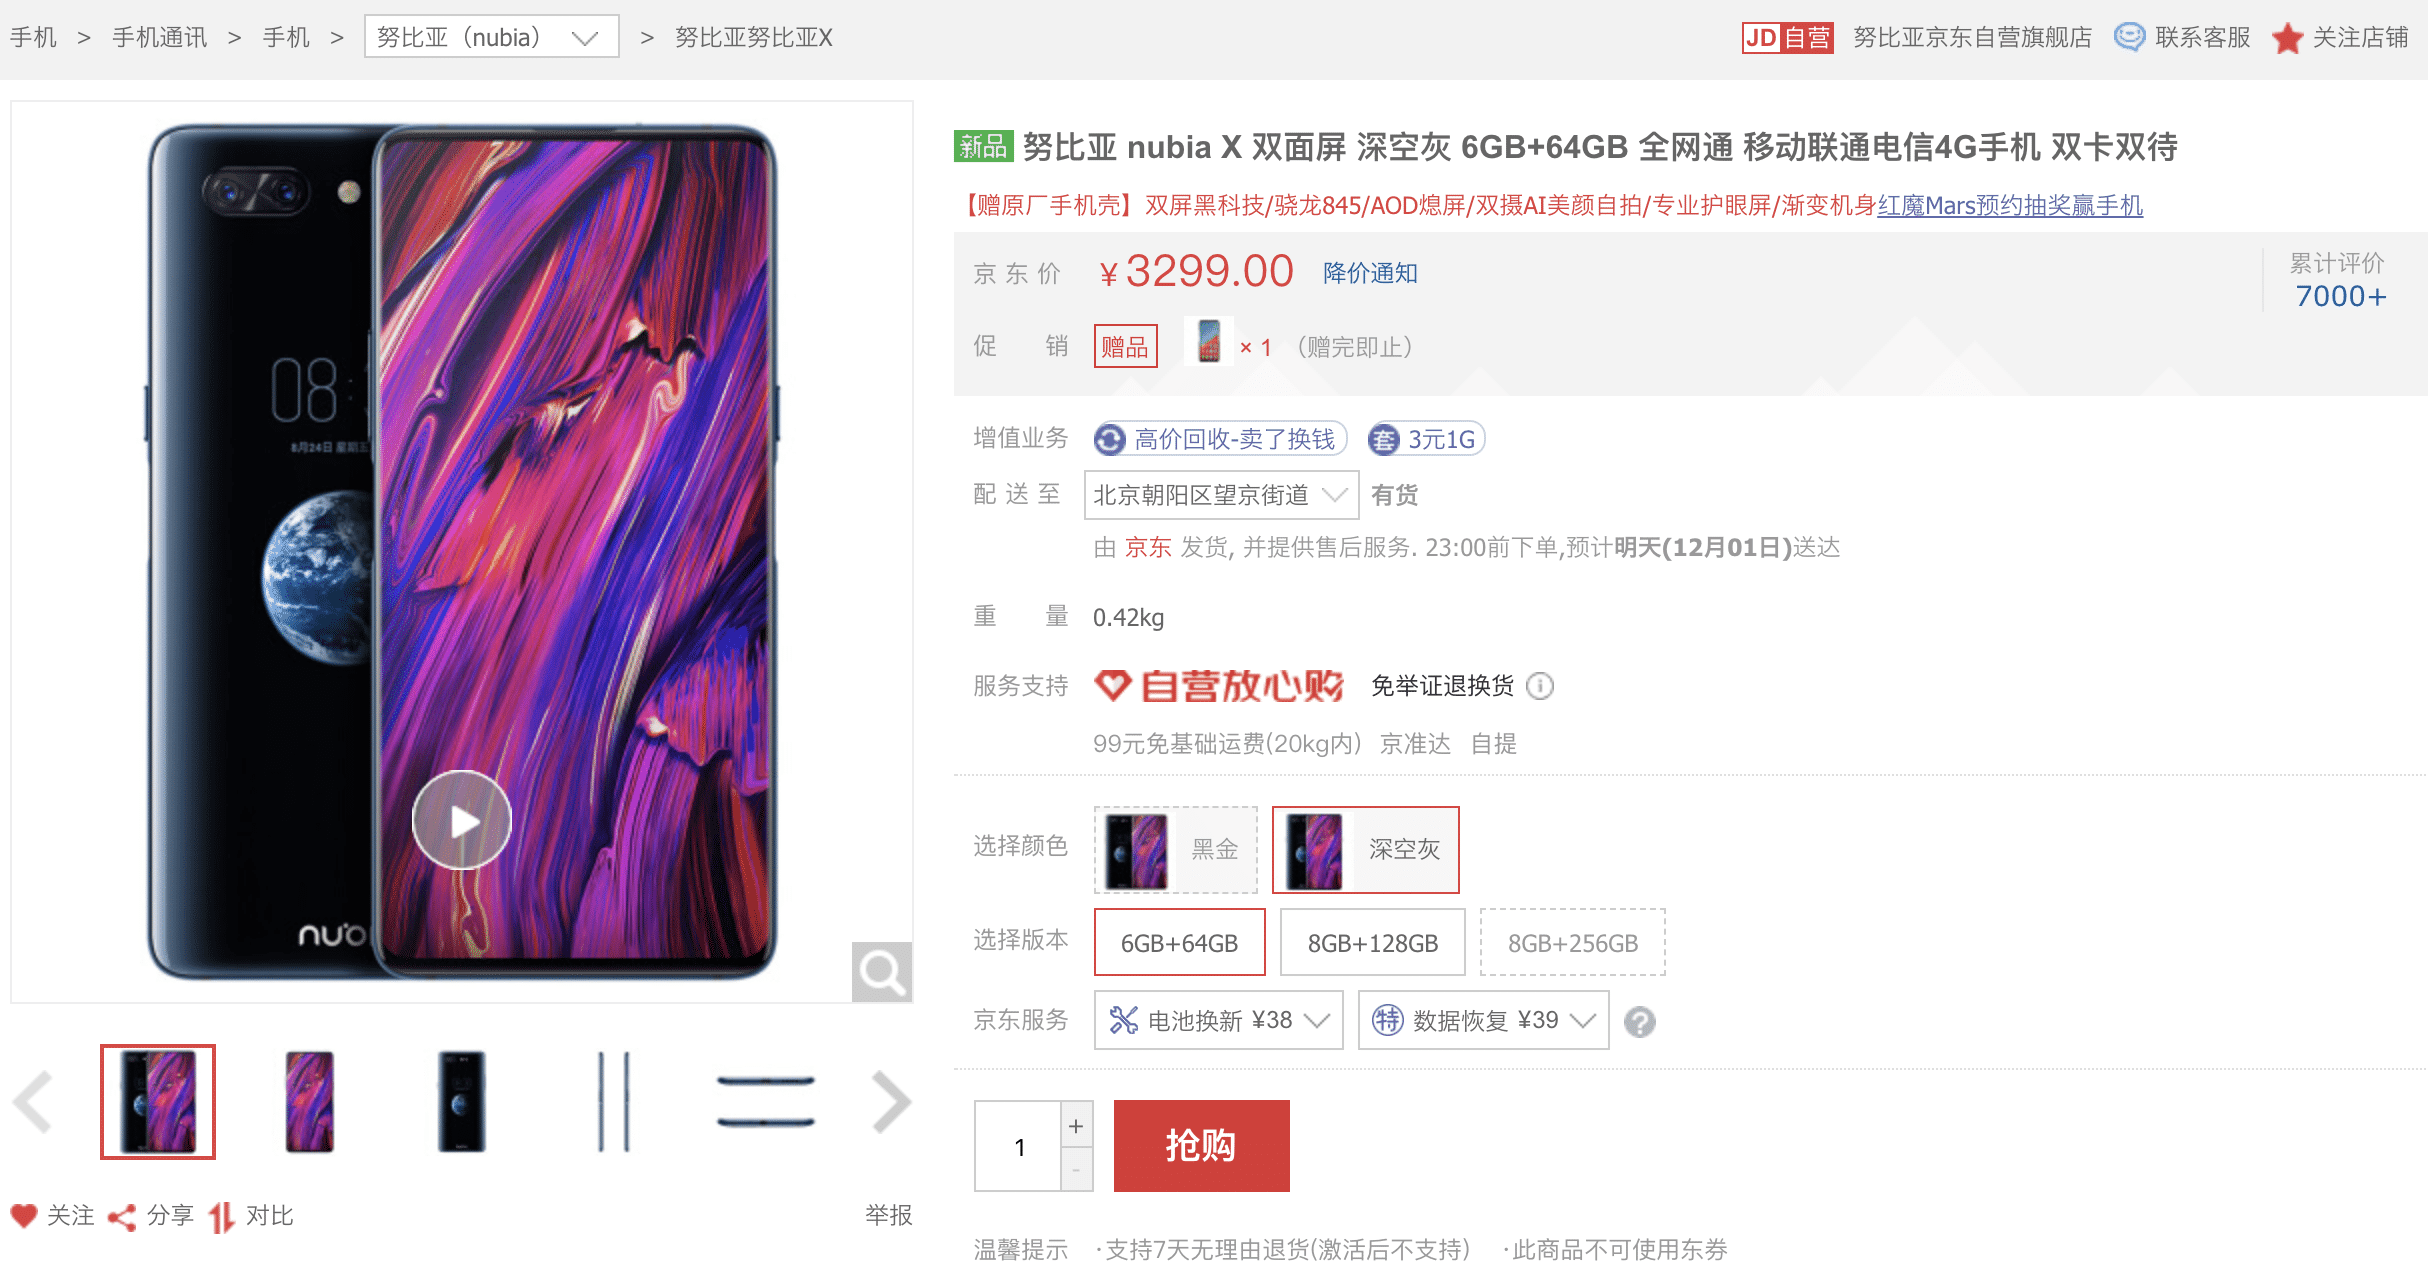 手机 > 手机通讯 > 手机 > 努比亚（nubia） > 努比亚努比亚X
JD 自营 努比亚京东自营旗舰店 联系客服 关注店铺
08:
8月24日 星期五
nub
新品 努比亚 nubia X 双面屏 深空灰 6GB+64GB 全网通 移动联通电信4G手机 双卡双待
【赠原厂手机壳】双屏黑科技/骁龙845/AOD熄屏/双摄AI美颜自拍/专业护眼屏/渐变机身红魔Mars预约抽奖赢手机
京东价 ￥3299.00 降价通知
累计评价
7000+
促销 赠品 × 1 （赠完即止）
增值业务 高价回收-卖了换钱 套 3元1G
配送至 北京朝阳区望京街道 有货
由 京东 发货, 并提供售后服务. 23:00前下单,预计明天(12月01日)送达
重量 0.42kg
服务支持 自营放心购 免举证退换货
99元免基础运费(20kg内) 京准达 自提
选择颜色 黑金 深空灰
选择版本 6GB+64GB 8GB+128GB 8GB+256GB
京东服务 电池换新 ¥38 特 数据恢复 ¥39 ?
1 + - 抢购
关注 分享 对比 举报
温馨提示 ·支持7天无理由退货(激活后不支持) ·此商品不可使用东券